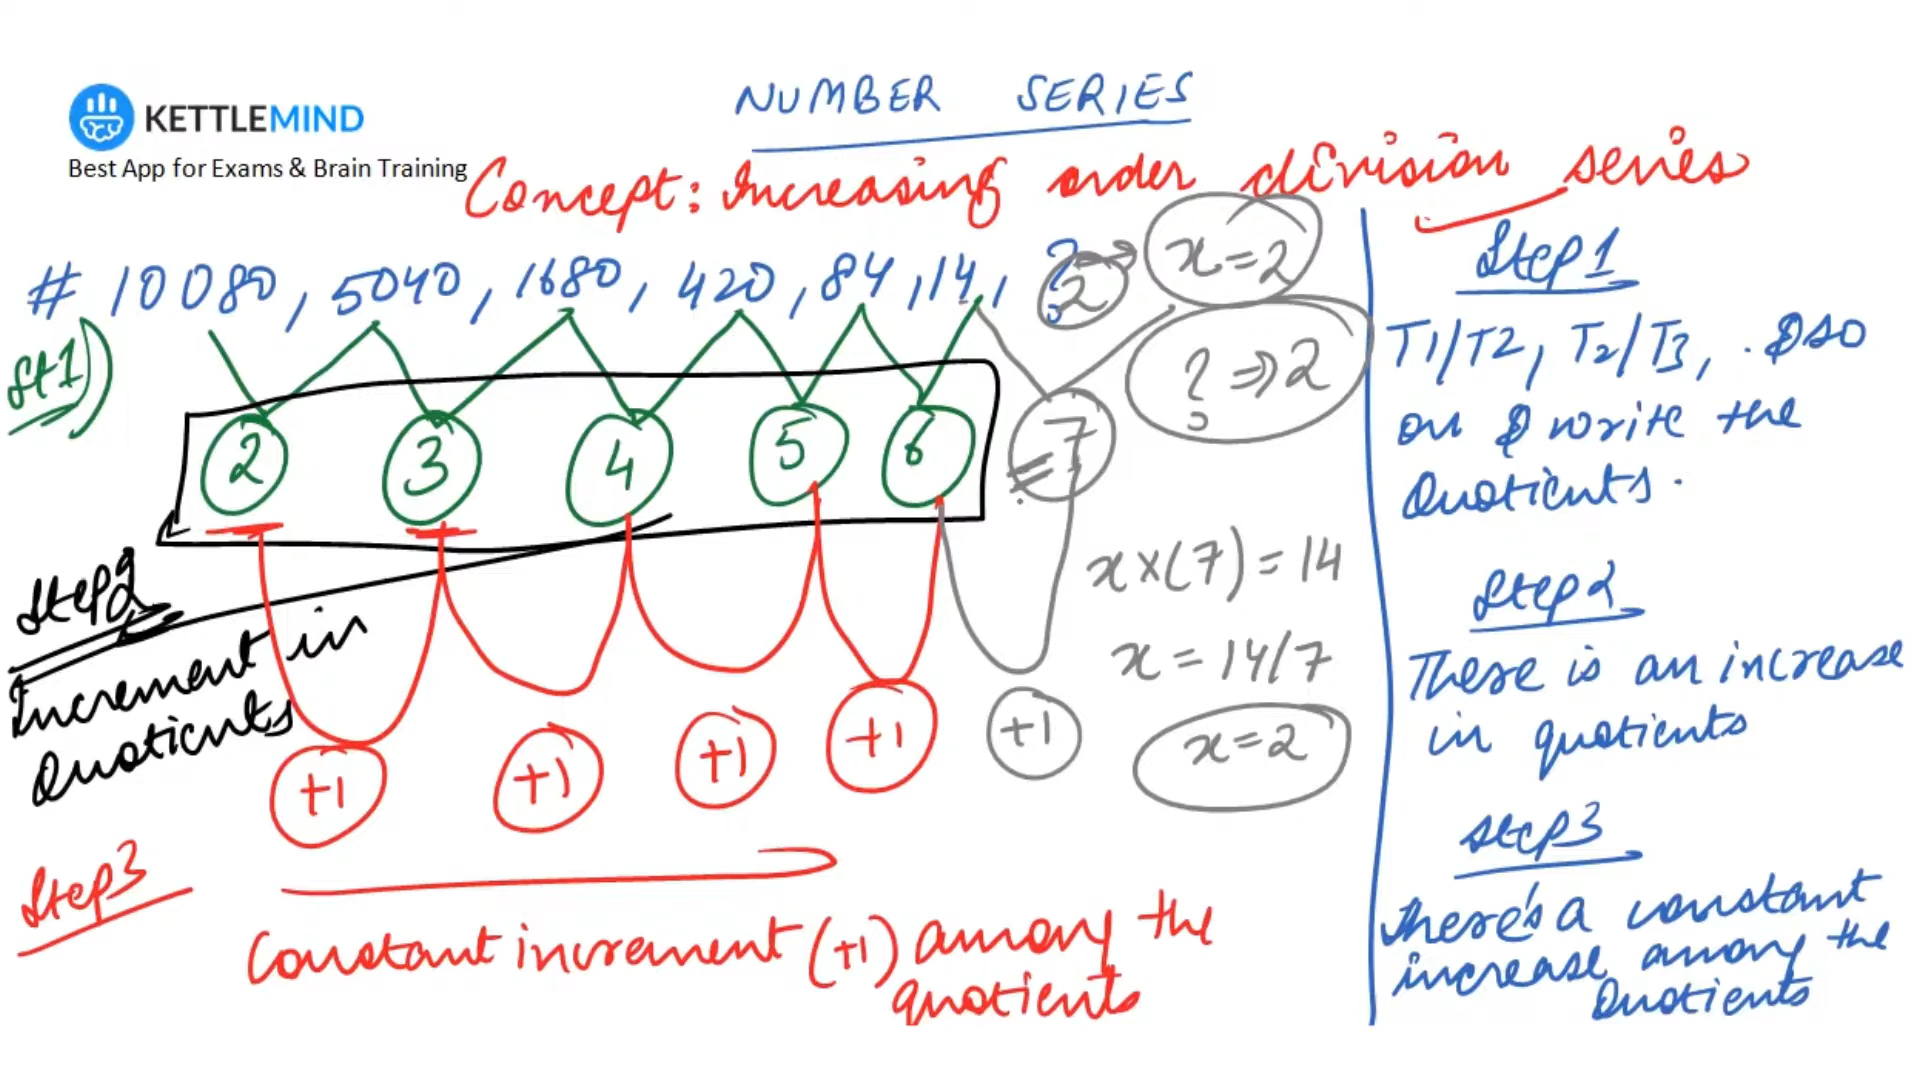 KETTLEMIND
Best App for Exams & Brain Training
NUMBER SERIES
Concept: Increasing order division series
# 10080, 5040, 1680, 420, 84, 14, ?
2
x=2
? ⇒ 2
St1)
2 3 4 5 6 7
Step2
Increment in
Quotients
+1 +1 +1 +1 +1
x×(7)=14
x=14/7
x=2
Step3
Constant increment (+1) among the
quotients
Step1
T1/T2, T2/T3, . & so
on & write the
Quotients.
Step2
There is an increase
in quotients
Step3
There's a constant
increase among the
Quotients